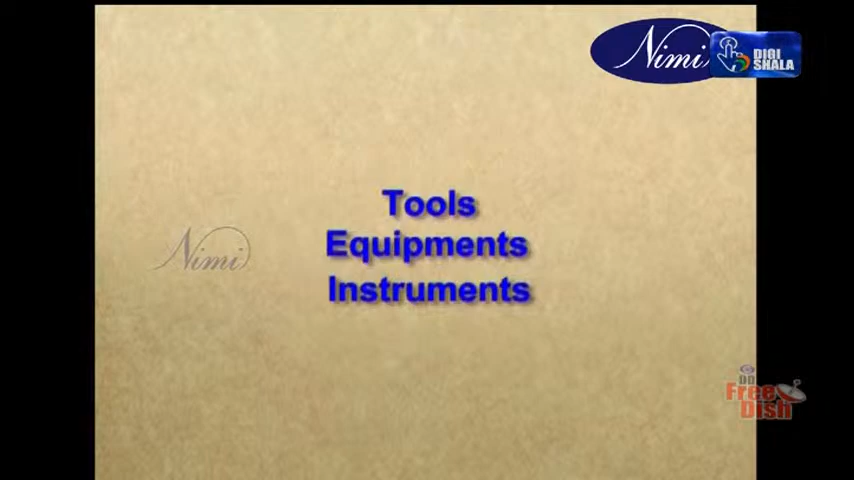 Nimi
DIGI
SHALA
Tools
Equipments
Nimi
Instruments
DD
Free
Dish